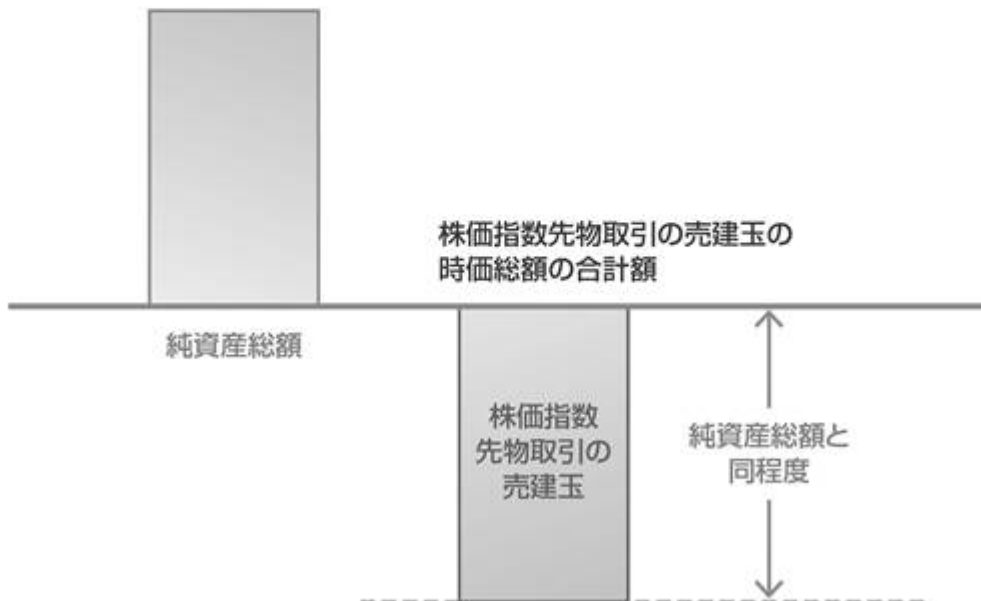 株価指数先物取引の売建玉の
時価総額の合計額
純資産総額
株価指数
先物取引の
売建玉
純資産総額と
同程度